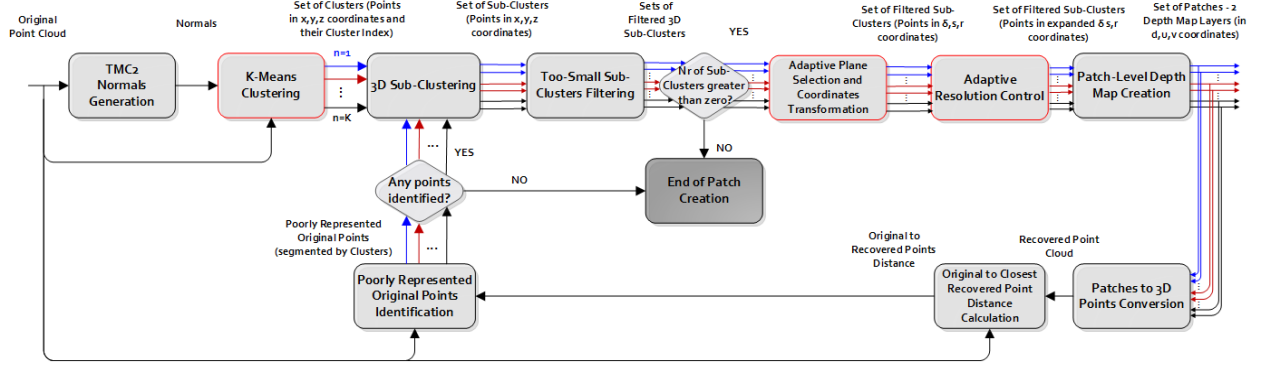 Original
Point Cloud
Normals
Set of Clusters (Points
in x,y,z coordinates and
their Cluster Index)
Set of Sub-Clusters
(Points in x,y,z
coordinates)
Sets of
Filtered 3D
Sub-Clusters
YES
Set of Filtered Sub-
Clusters (Points in δ,s,r
coordinates)
Set of Filtered Sub-Clusters
(Points in expanded δ s,r
coordinates)
Set of Patches - 2
Depth Map Layers (in
d,u,v coordinates)
TMC2
Normals
Generation
K-Means
Clustering
n=1
⋮
n=K
3D Sub-Clustering
Too-Small Sub-
Clusters Filtering
Nr of Sub-
Clusters greater
than zero?
Adaptive Plane
Selection and
Coordinates
Transformation
Adaptive
Resolution Control
Patch-Level Depth
Map Creation
...
YES
NO
Any points
identified?
NO
End of Patch
Creation
Poorly Represented
Original Points
(segmented by Clusters)
...
Original to
Recovered Points
Distance
Recovered Point
Cloud
Poorly Represented
Original Points
Identification
Original to Closest
Recovered Point
Distance
Calculation
Patches to 3D
Points Conversion